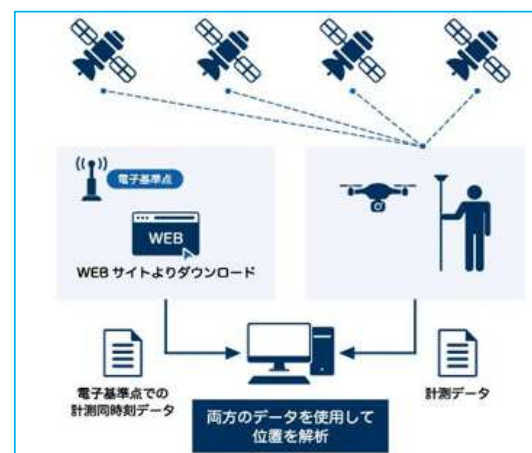 電子基準点
WEB
WEB サイトよりダウンロード
電子基準点での
計測同時刻データ
計測データ
両方のデータを使用して
位置を解析